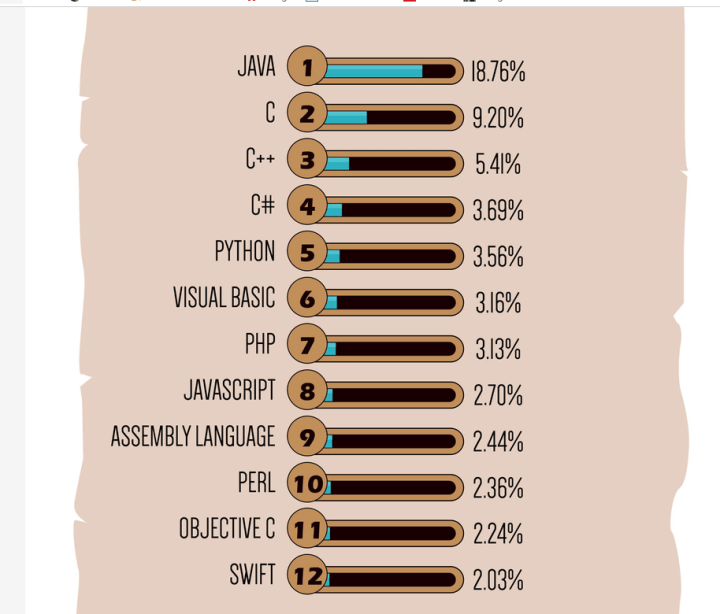 JAVA 1 18.76%
C 2 9.20%
C++ 3 5.41%
C# 4 3.69%
PYTHON 5 3.56%
VISUAL BASIC 6 3.16%
PHP 7 3.13%
JAVASCRIPT 8 2.70%
ASSEMBLY LANGUAGE 9 2.44%
PERL 10 2.36%
OBJECTIVE C 11 2.24%
SWIFT 12 2.03%